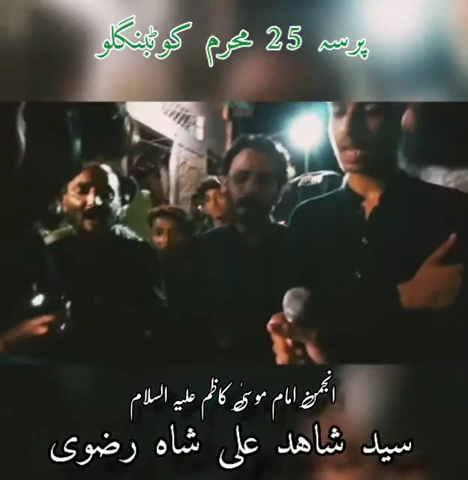 پرسہ 25 محرم کوٹبنگلو
انجمن امام موسیٰ کاظم علیہ السلام
سید شاھد علی شاہ رضوی